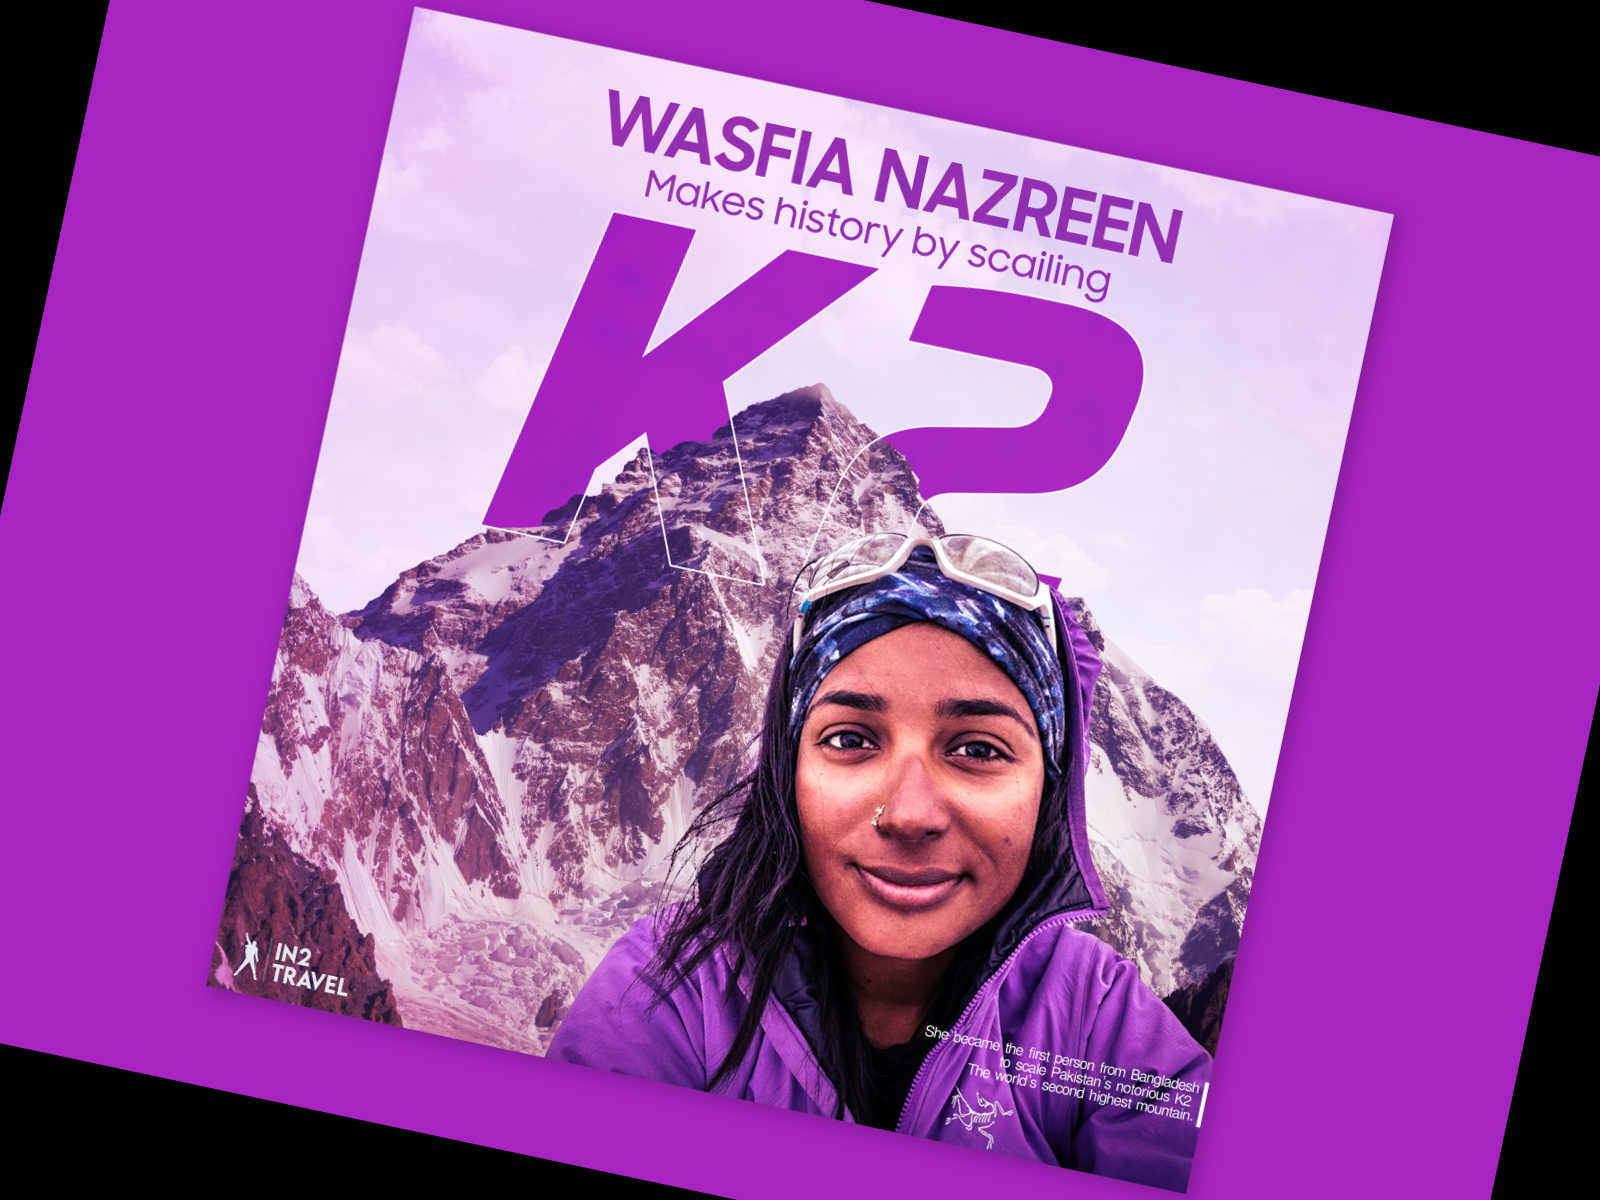 WASFIA NAZREEN
Makes history by scailing
K2
IN2
TRAVEL
She became the first person from Bangladesh
to scale Pakistan's notorious K2
The world's second highest mountain.